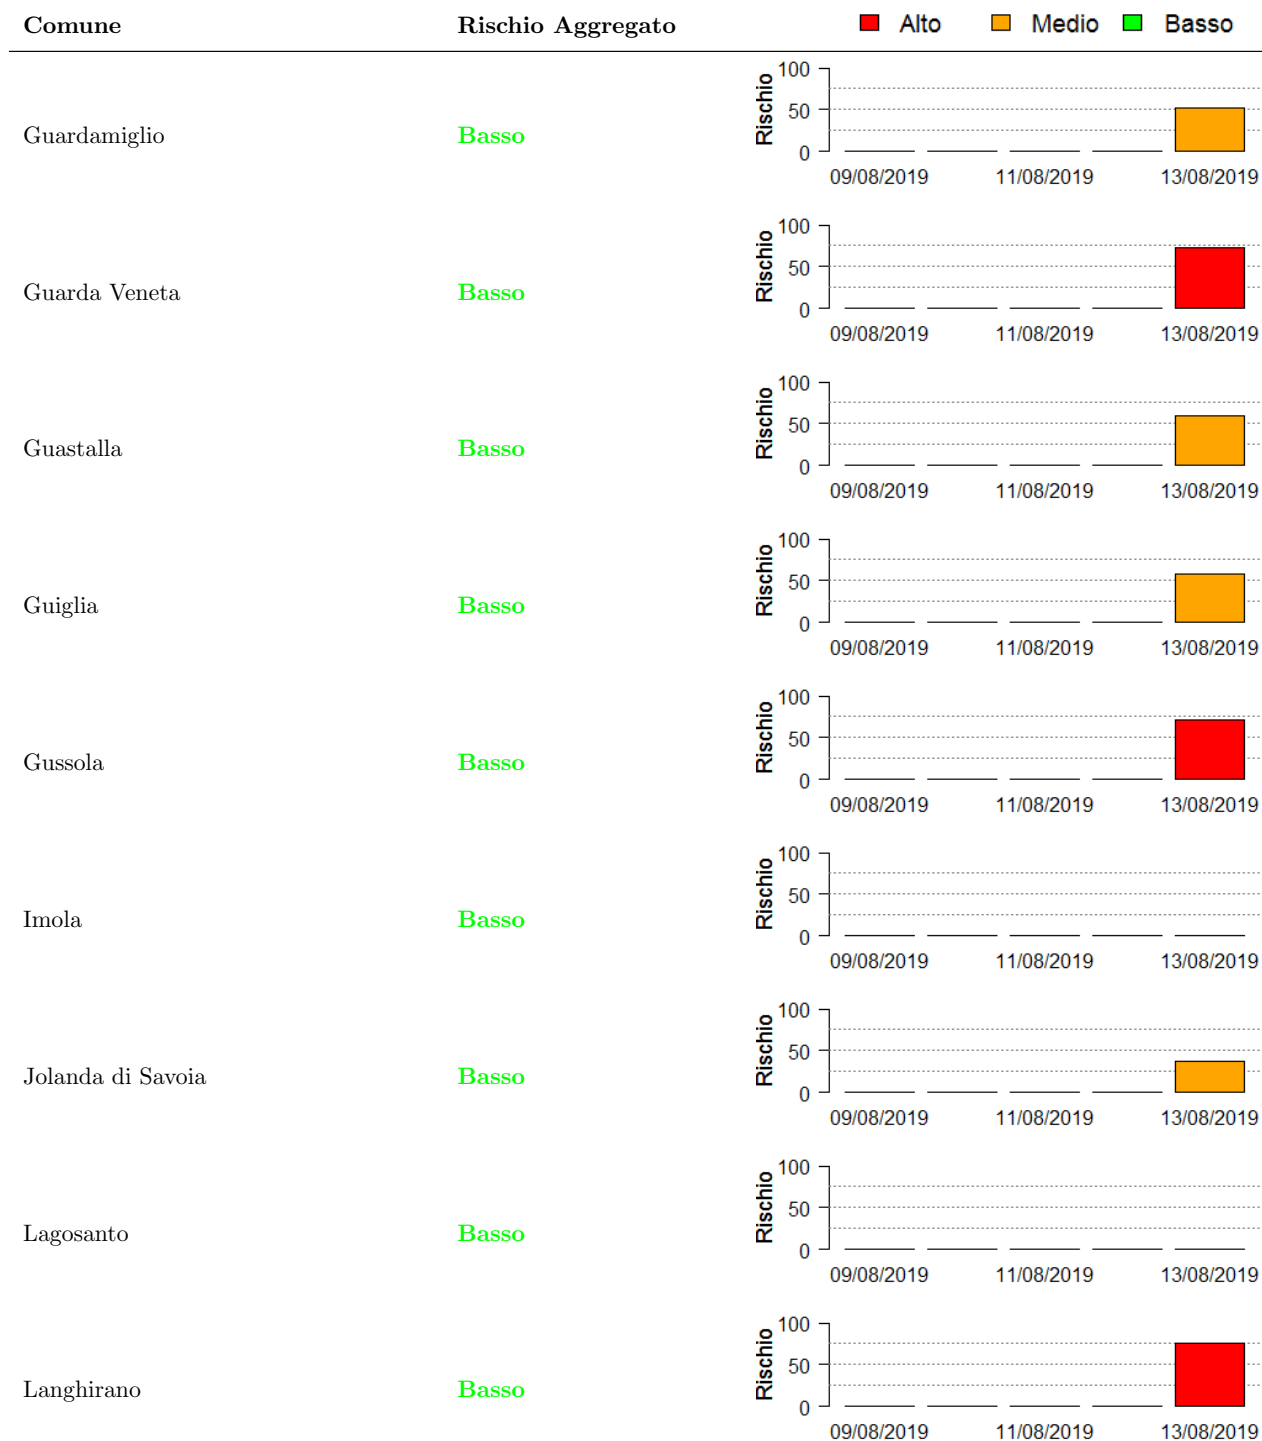 Comune Rischio Aggregato Alto Medio Basso
Guardamiglio Basso
Rischio
100
50
0
09/08/2019 11/08/2019 13/08/2019
Guarda Veneta Basso
Rischio
100
50
0
09/08/2019 11/08/2019 13/08/2019
Guastalla Basso
Rischio
100
50
0
09/08/2019 11/08/2019 13/08/2019
Guiglia Basso
Rischio
100
50
0
09/08/2019 11/08/2019 13/08/2019
Gussola Basso
Rischio
100
50
0
09/08/2019 11/08/2019 13/08/2019
Imola Basso
Rischio
100
50
0
09/08/2019 11/08/2019 13/08/2019
Jolanda di Savoia Basso
Rischio
100
50
0
09/08/2019 11/08/2019 13/08/2019
Lagosanto Basso
Rischio
100
50
0
09/08/2019 11/08/2019 13/08/2019
Langhirano Basso
Rischio
100
50
0
09/08/2019 11/08/2019 13/08/2019